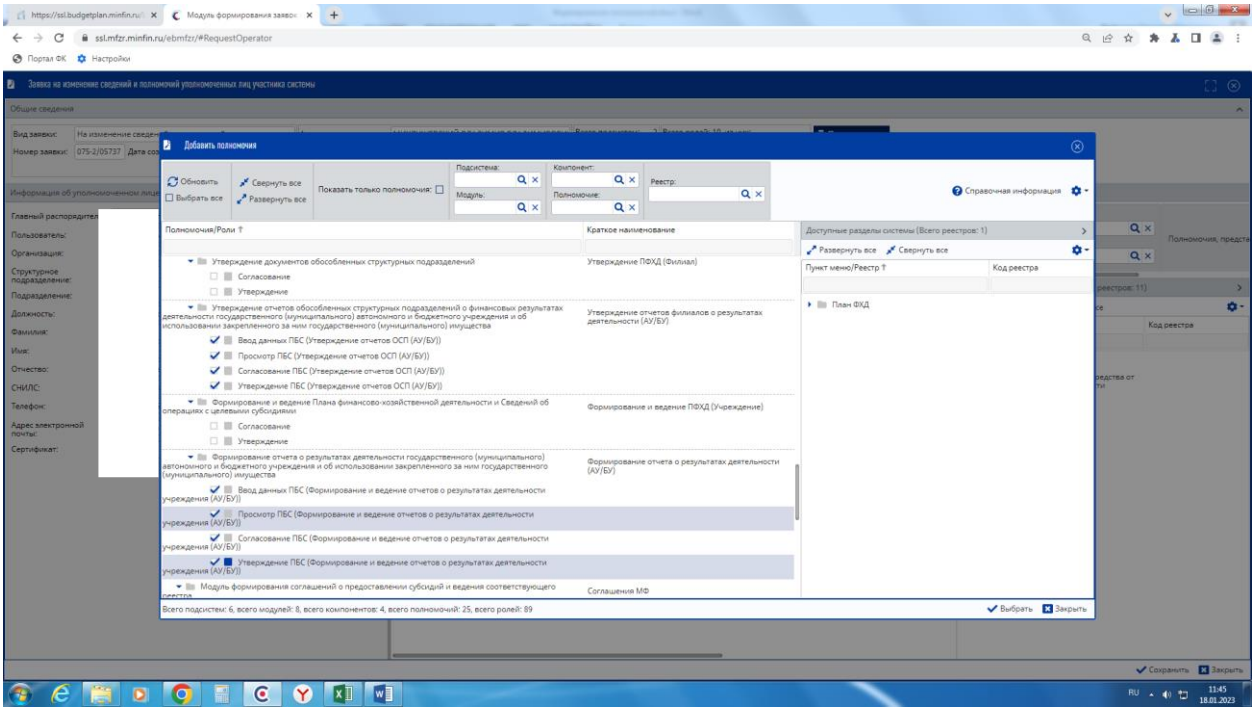 https://ssl.budgetplan.minfin.ru/
Модуль формирования заявок
ssl.mfzr.minfin.ru/ebmfzr/#RequestOperator
Портал ФК Настройки
Заявка на изменение сведений и полномочий уполномоченных лиц участника системы
Общие сведения
Вид заявки: На изменение сведен
Номер заявки: 075-2/05737 Дата соз
Информация об уполномоченном лице
Главный распорядител
Пользователь:
Организация:
Структурное
подразделение:
Подразделение:
Должность:
Фамилия:
Имя:
Отчество:
СНИЛС:
Телефон:
Адрес электронной
почты:
Сертификат:
Добавить полномочия
Обновить
Выбрать все
Свернуть все
Развернуть все
Показать только полномочия:
Подсистема:
Модуль:
Компонент:
Полномочие:
Реестр:
Справочная информация
Полномочия/Роли Краткое наименование
Утверждение документов обособленных структурных подразделений Утверждение ПФХД (Филиал)
Согласование
Утверждение
Утверждение отчетов обособленных структурных подразделений о финансовых результатах
деятельности государственного (муниципального) автономного и бюджетного учреждения и об
использовании закрепленного за ним государственного (муниципального) имущества
Утверждение отчетов филиалов о результатах
деятельности (АУ/БУ)
Ввод данных ПБС (Утверждение отчетов ОСП (АУ/БУ))
Просмотр ПБС (Утверждение отчетов ОСП (АУ/БУ))
Согласование ПБС (Утверждение отчетов ОСП (АУ/БУ))
Утверждение ПБС (Утверждение отчетов ОСП (АУ/БУ))
Формирование и ведение Плана финансово-хозяйственной деятельности и Сведений об
операциях с целевыми субсидиями
Формирование и ведение ПФХД (Учреждение)
Согласование
Утверждение
Формирование отчета о результатах деятельности государственного (муниципального)
автономного и бюджетного учреждения и об использовании закрепленного за ним государственного
(муниципального) имущества
Формирование отчета о результатах деятельности
(АУ/БУ)
Ввод данных ПБС (Формирование и ведение отчетов о результатах деятельности
учреждения (АУ/БУ))
Просмотр ПБС (Формирование и ведение отчетов о результатах деятельности
учреждения (АУ/БУ))
Согласование ПБС (Формирование и ведение отчетов о результатах деятельности
учреждения (АУ/БУ))
Утверждение ПБС (Формирование и ведение отчетов о результатах деятельности
учреждения (АУ/БУ))
Модуль формирования соглашений о предоставлении субсидий и ведения соответствующего
реестра
Соглашения МФ
Всего подсистем: 6, всего модулей: 8, всего компонентов: 4, всего полномочий: 25, всего ролей: 89
Выбрать Закрыть
Доступные разделы системы (Всего реестров: 1)
Развернуть все Свернуть все
Пункт меню/Реестр Код реестра
План ФХД
Полномочия, предста
реестров: 11)
се
Код реестра
редства от
ти
Сохранить Закрыть
RU 11:45
18.01.2023